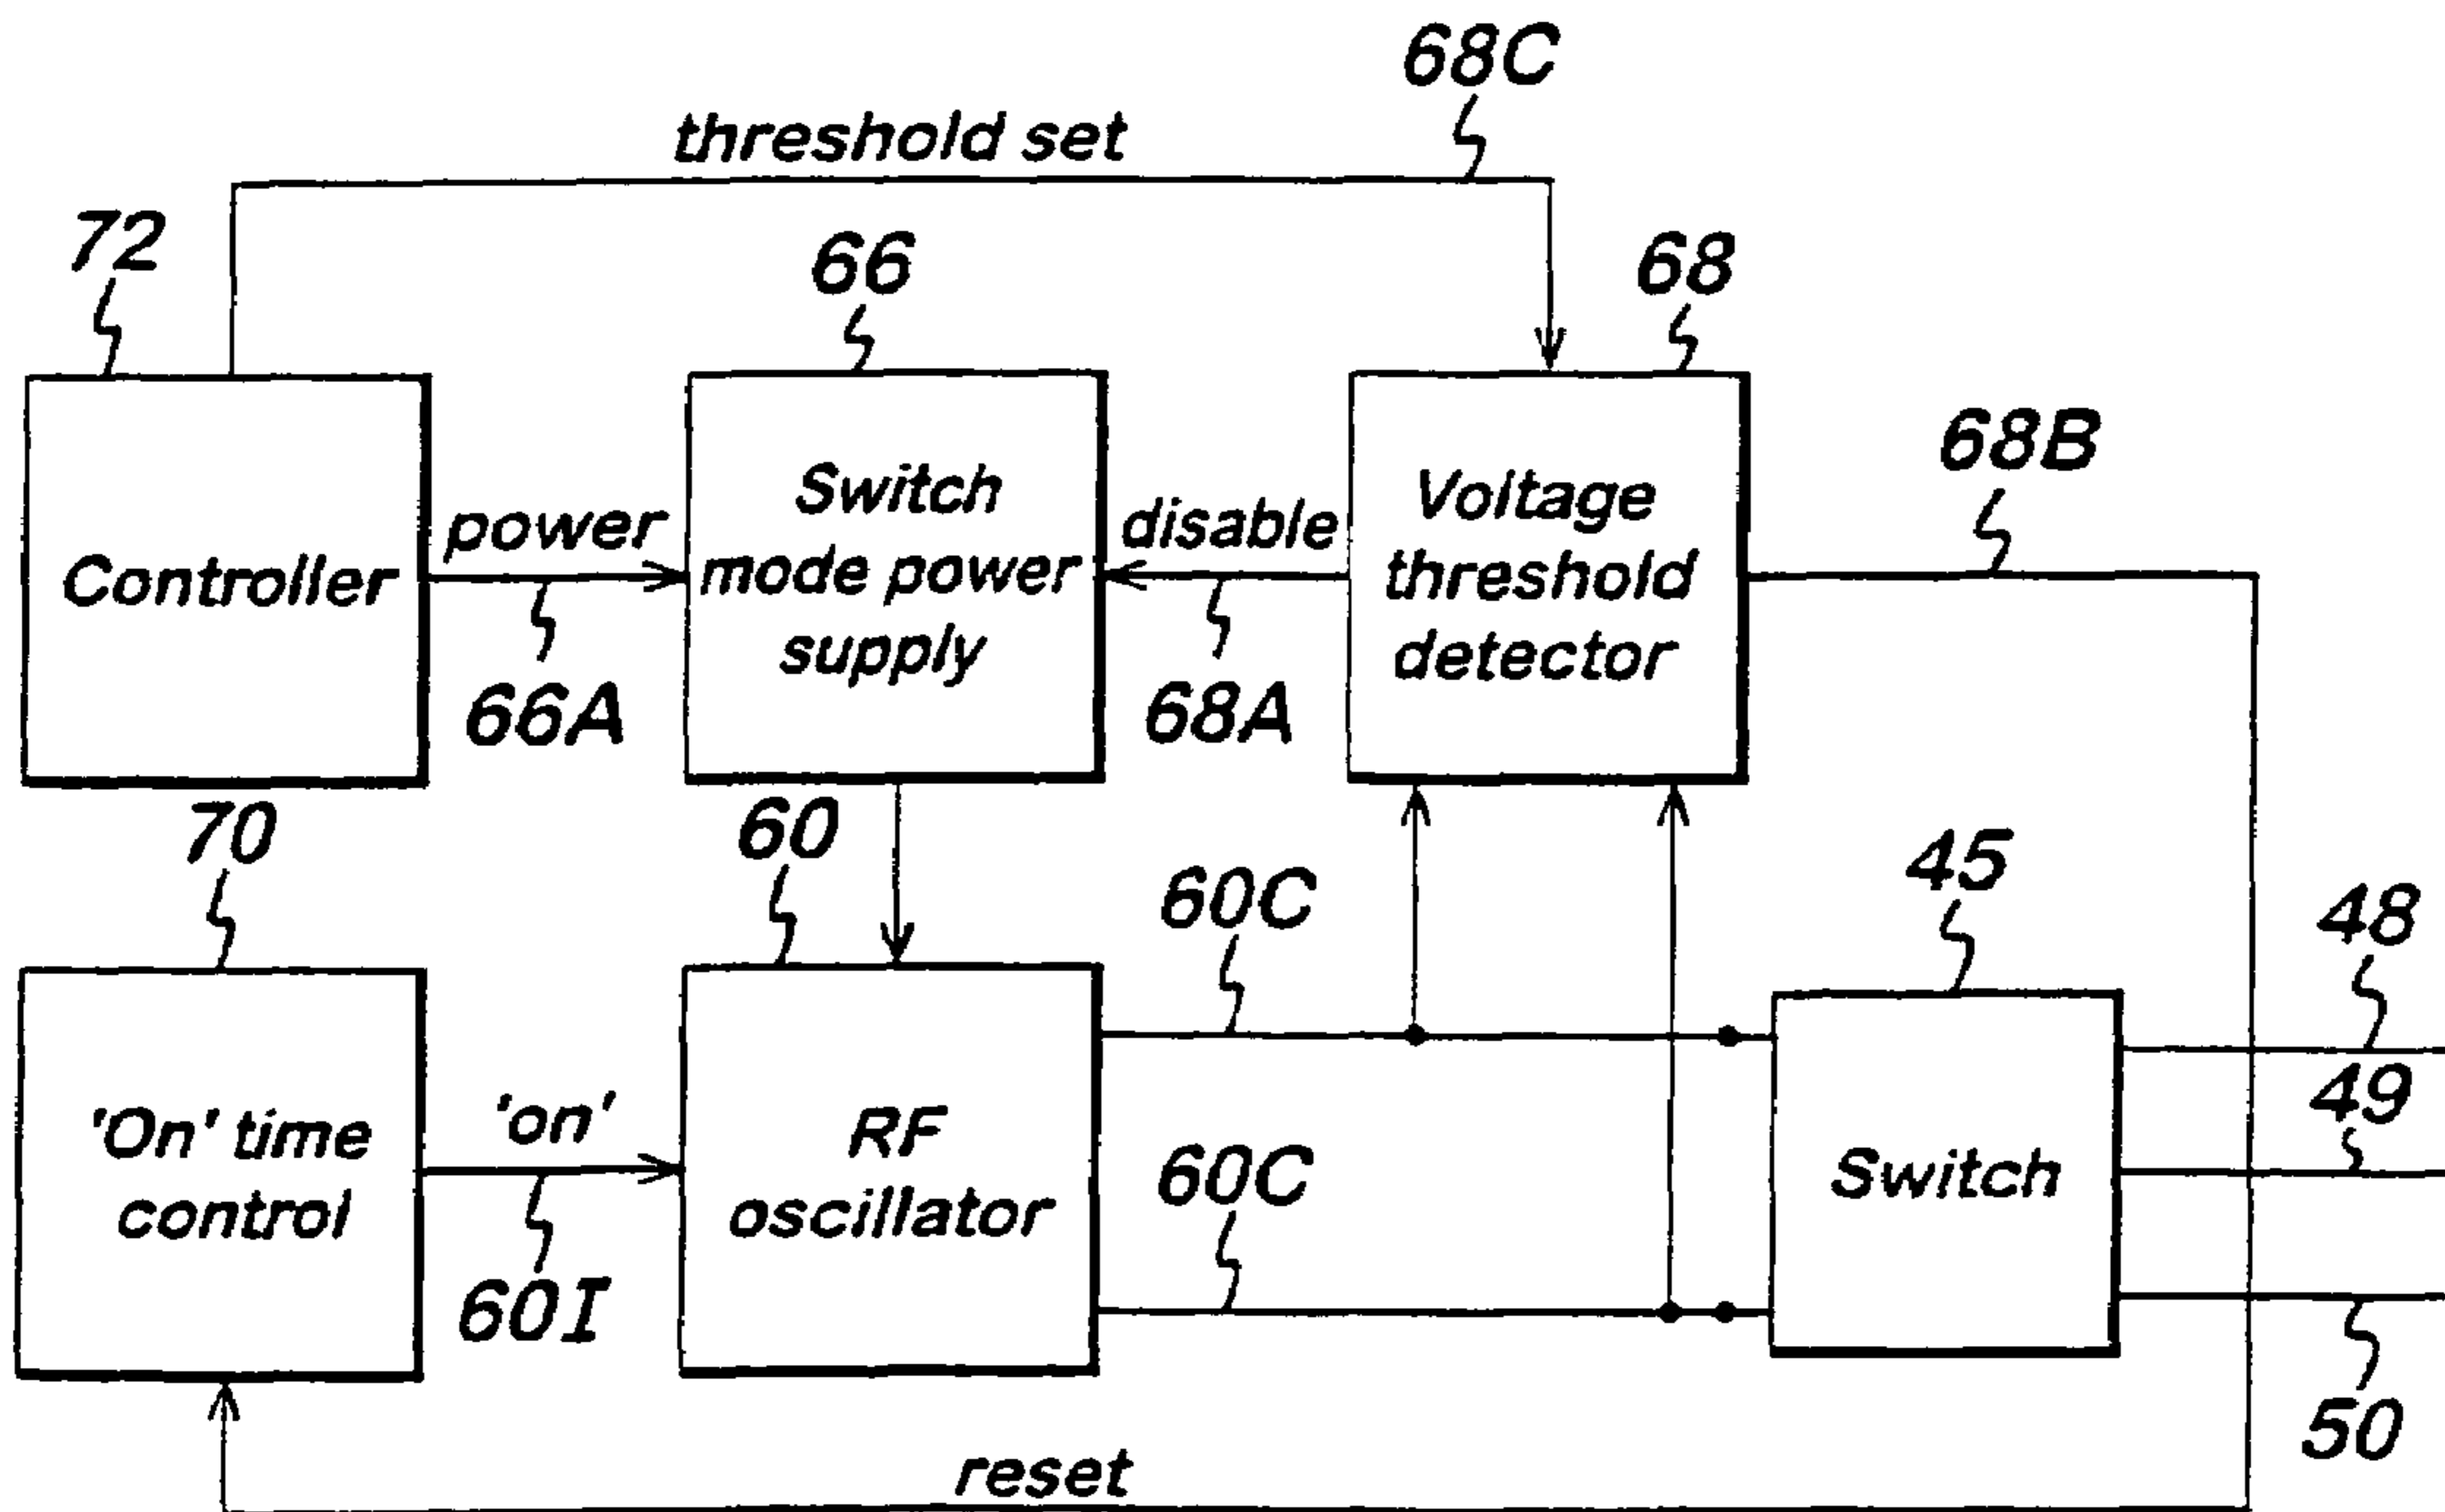 68C
threshold set
72
66
68
68B
Controller
power
66A
Switch
mode power
supply
disable
68A
Voltage
threshold
detector
70
60
60C
45
48
49
'On' time
control
'on'
60I
RF
oscillator
60C
Switch
50
reset